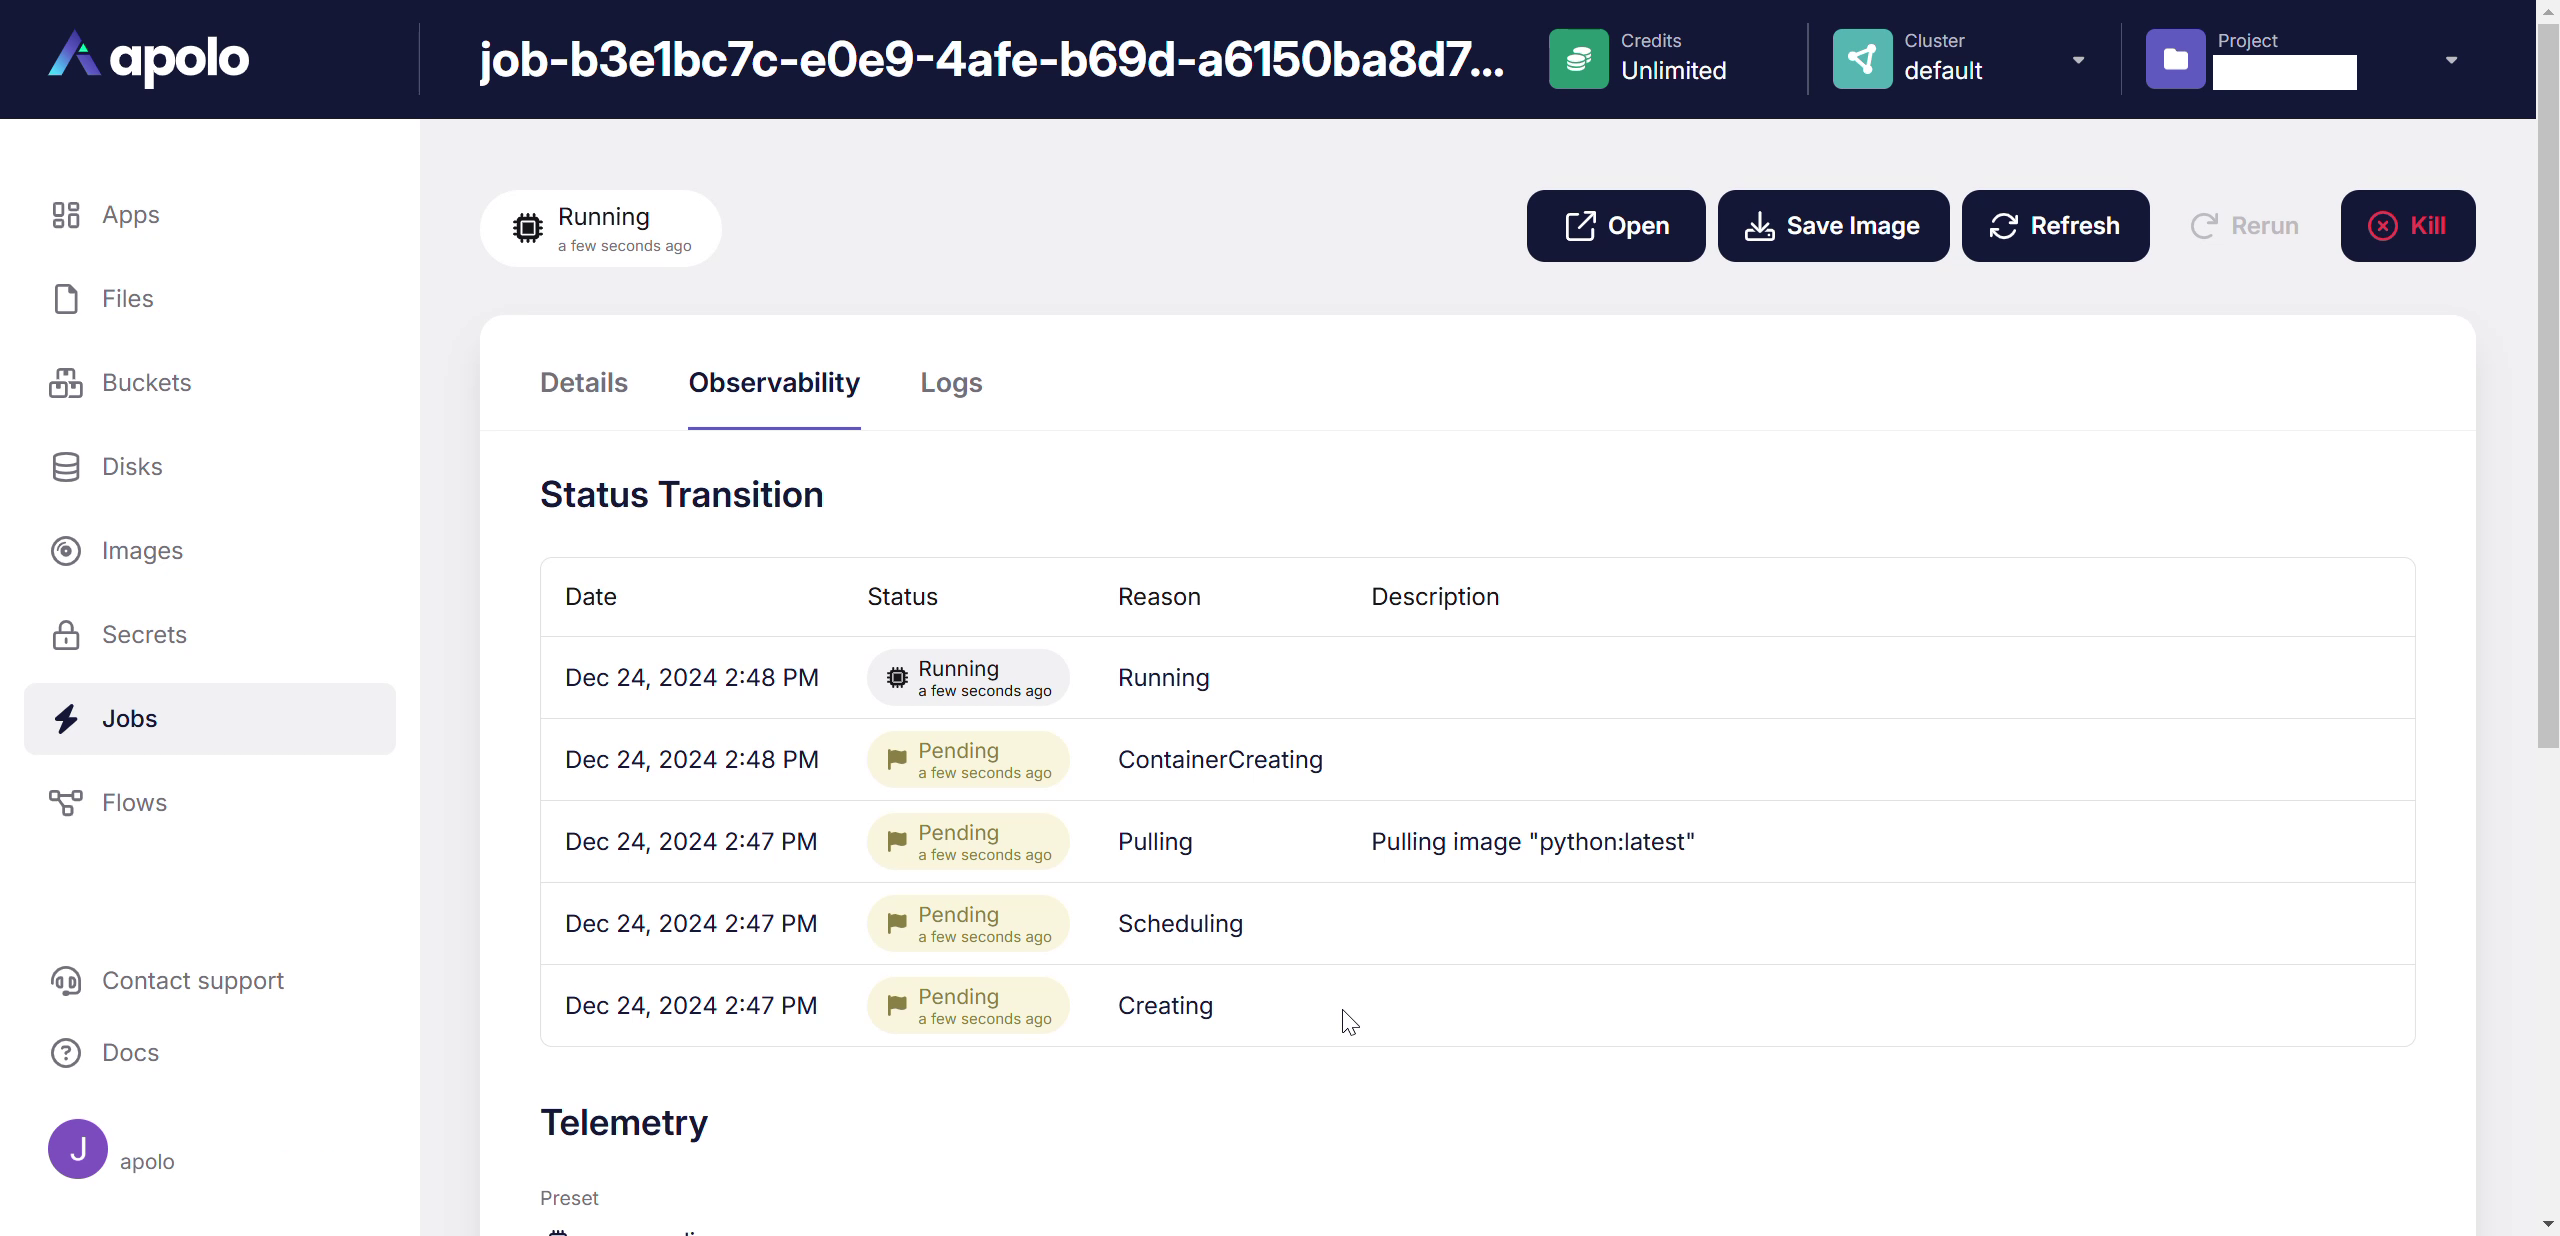 apolo
job-b3e1bc7c-e0e9-4afe-b69d-a6150ba8d7...
Credits
Unlimited
Cluster
default
Project
Apps
Files
Buckets
Disks
Images
Secrets
Jobs
Flows
Contact support
Docs
J
apolo
Running
a few seconds ago
Open
Save Image
Refresh
Rerun
Kill
Details Observability Logs
Status Transition
Date Status Reason Description
Dec 24, 2024 2:48 PM Running a few seconds ago Running
Dec 24, 2024 2:48 PM Pending a few seconds ago ContainerCreating
Dec 24, 2024 2:47 PM Pending a few seconds ago Pulling Pulling image "python:latest"
Dec 24, 2024 2:47 PM Pending a few seconds ago Scheduling
Dec 24, 2024 2:47 PM Pending a few seconds ago Creating
Telemetry
Preset